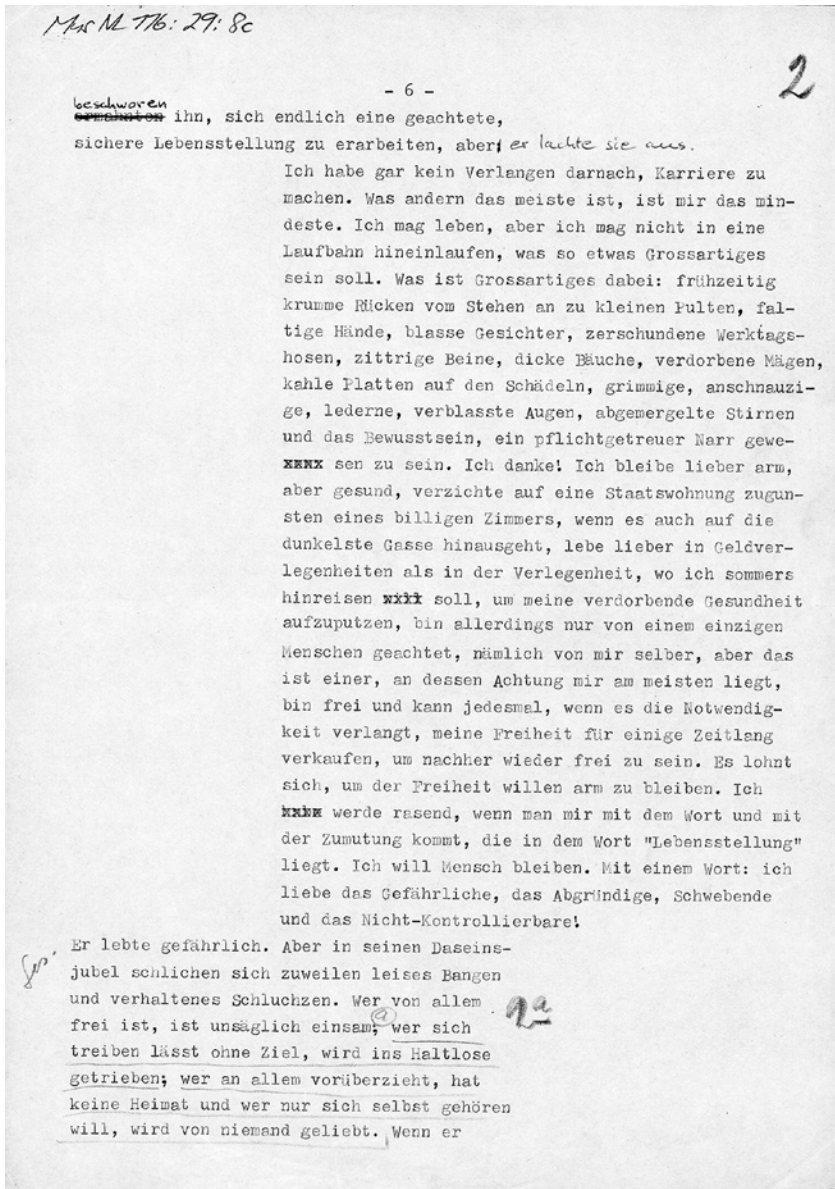 Mus NL 116: 29: 8c
2
- 6 -
beschworen
ermahnten ihn, sich endlich eine geachtete,
sichere Lebensstellung zu erarbeiten, aber er lachte sie aus.
Ich habe gar kein Verlangen darnach, Karriere zu
machen. Was andern das meiste ist, ist mir das min-
deste. Ich mag leben, aber ich mag nicht in eine
Laufbahn hineinlaufen, was so etwas Grossartiges
sein soll. Was ist Grossartiges dabei: frühzeitig
krumme Rücken vom Stehen an zu kleinen Pulten, fal-
tige Hände, blasse Gesichter, zerschundene Werktags-
hosen, zittrige Beine, dicke Bäuche, verdorbene Mägen,
kahle Platten auf den Schädeln, grimmige, anschnauzi-
ge, lederne, verblasste Augen, abgemergelte Stirnen
und das Bewusstsein, ein pflichtgetreuer Narr gewe-
xxxx sen zu sein. Ich danke! Ich bleibe lieber arm,
aber gesund, verzichte auf eine Staatswohnung zugun-
sten eines billigen Zimmers, wenn es auch auf die
dunkelste Gasse hinausgeht, lebe lieber in Geldver-
legenheiten als in der Verlegenheit, wo ich sommers
hinreisen soll, um meine verdorbende Gesundheit
aufzuputzen, bin allerdings nur von einem einzigen
Menschen geachtet, nämlich von mir selber, aber das
ist einer, an dessen Achtung mir am meisten liegt,
bin frei und kann jedesmal, wenn es die Notwendig-
keit verlangt, meine Freiheit für einige Zeitlang
verkaufen, um nachher wieder frei zu sein. Es lohnt
sich, um der Freiheit willen arm zu bleiben. Ich
werde rasend, wenn man mir mit dem Wort und mit
der Zumutung kommt, die in dem Wort "Lebensstellung"
liegt. Ich will Mensch bleiben. Mit einem Wort: ich
liebe das Gefährliche, das Abgründige, Schwebende
und das Nicht-Kontrollierbare!
Er lebte gefährlich. Aber in seinen Daseins-
jubel schlichen sich zuweilen leises Bangen
und verhaltenes Schluchzen. Wer von allem
2a
frei ist, ist unsäglich einsam; wer sich
treiben lässt ohne Ziel, wird ins Haltlose
getrieben; wer an allem vorüberzieht, hat
keine Heimat und wer nur sich selbst gehören
will, wird von niemand geliebt. Wenn er